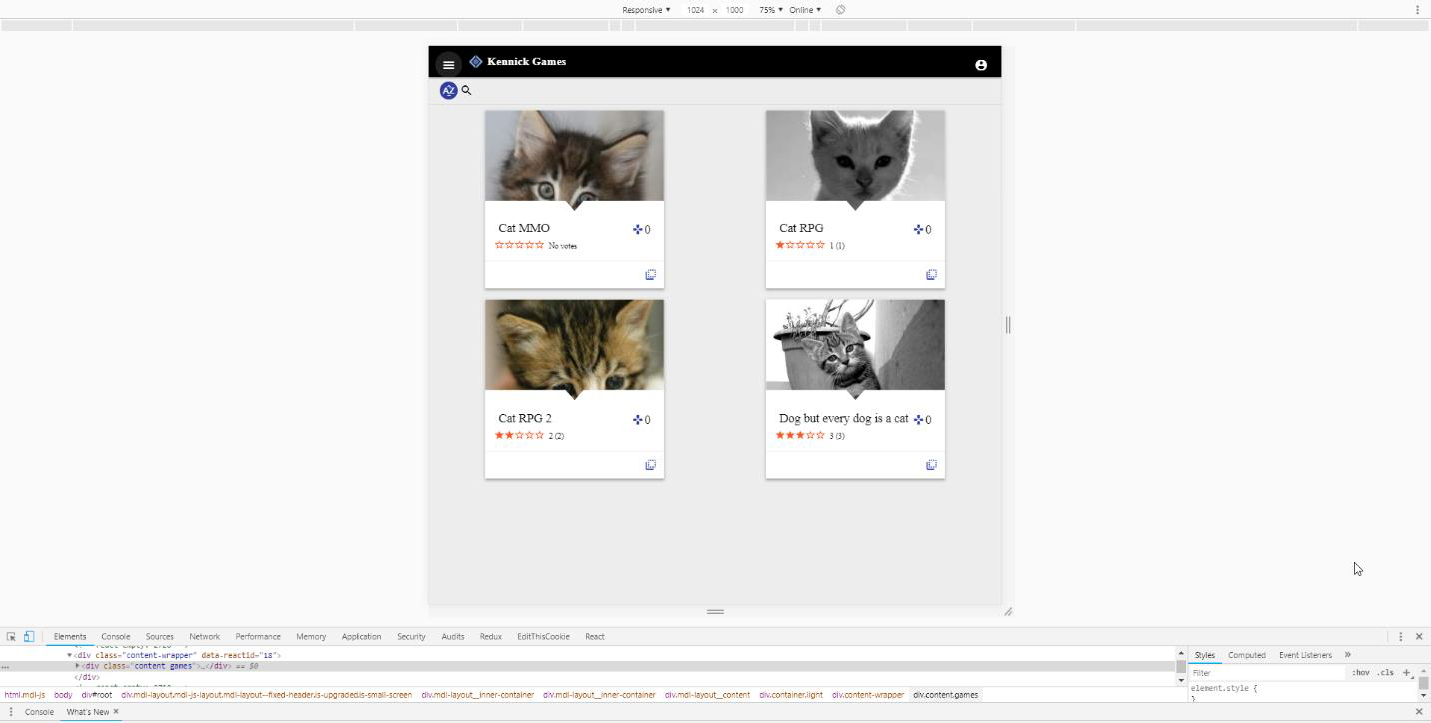 Responsive ▼ 1024 × 1000 75% ▼ Online ▼
Kennick Games
AZ
Cat MMO 0
No votes
Cat RPG 0
1 (1)
Cat RPG 2 0
2 (2)
Dog but every dog is a cat 0
3 (3)
Elements Console Sources Network Performance Memory Application Security Audits Redux EditThisCookie React
▼<div class="content-wrapper" data-reactid="18">
▶<div class="content games">…</div> == $0
</div>
html.mdl-js body div#root div.mdl-layout.mdl-js-layout.mdl-layout--fixed-header.is-upgraded.is-small-screen div.mdl-layout__inner-container div.mdl-layout__inner-container div.mdl-layout__content div.container.light div.content-wrapper div.content.games
Styles Computed Event Listeners »
Filter :hov .cls +
element.style {
}
Console What's New ×